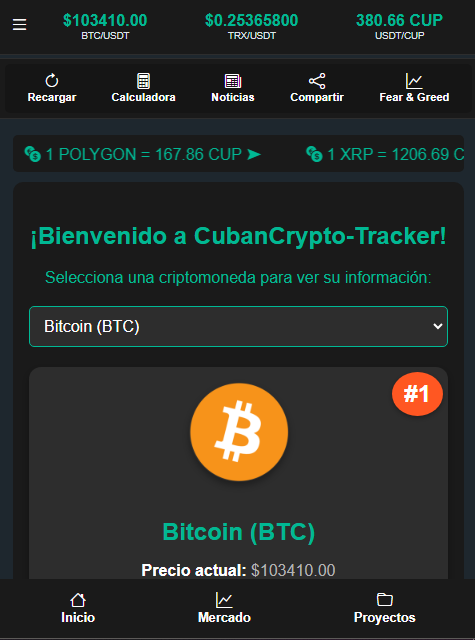 $103410.00 $0.25365800 380.66 CUP
BTC/USDT TRX/USDT USDT/CUP
Recargar Calculadora Noticias Compartir Fear & Greed
1 POLYGON = 167.86 CUP ➤ 1 XRP = 1206.69 C
¡Bienvenido a CubanCrypto-Tracker!
Selecciona una criptomoneda para ver su información:
Bitcoin (BTC)
#1
Bitcoin (BTC)
Precio actual: $103410.00
Inicio Mercado Proyectos